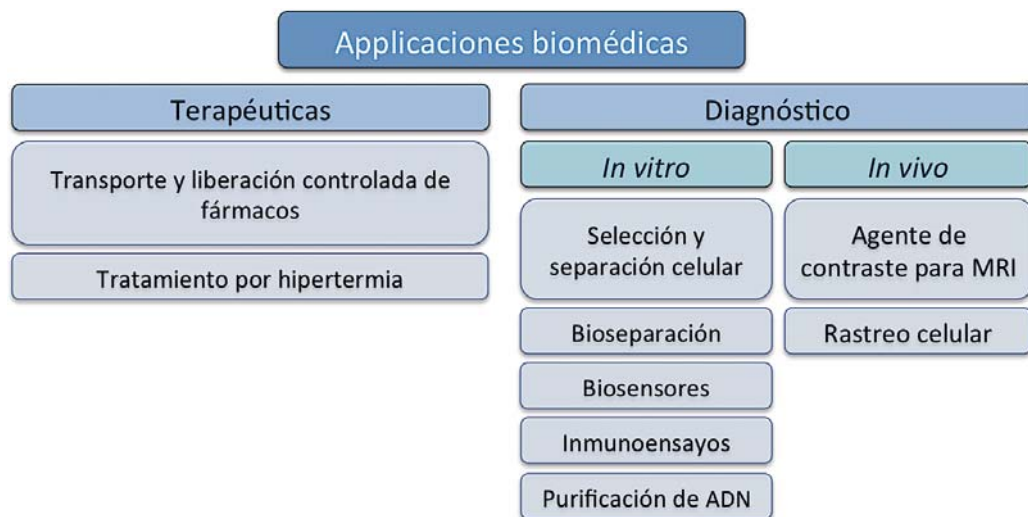 Applicaciones biomédicas
Terapéuticas
Transporte y liberación controlada de
fármacos
Tratamiento por hipertermia
Diagnóstico
In vitro
Selección y
separación celular
Bioseparación
Biosensores
Inmunoensayos
Purificación de ADN
In vivo
Agente de
contraste para MRI
Rastreo celular